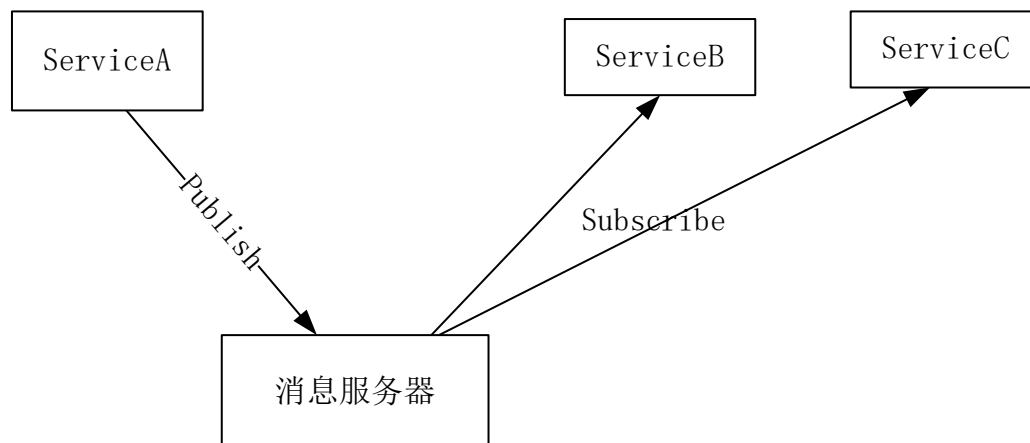 ServiceA
ServiceB
ServiceC
Publish
Subscribe
消息服务器